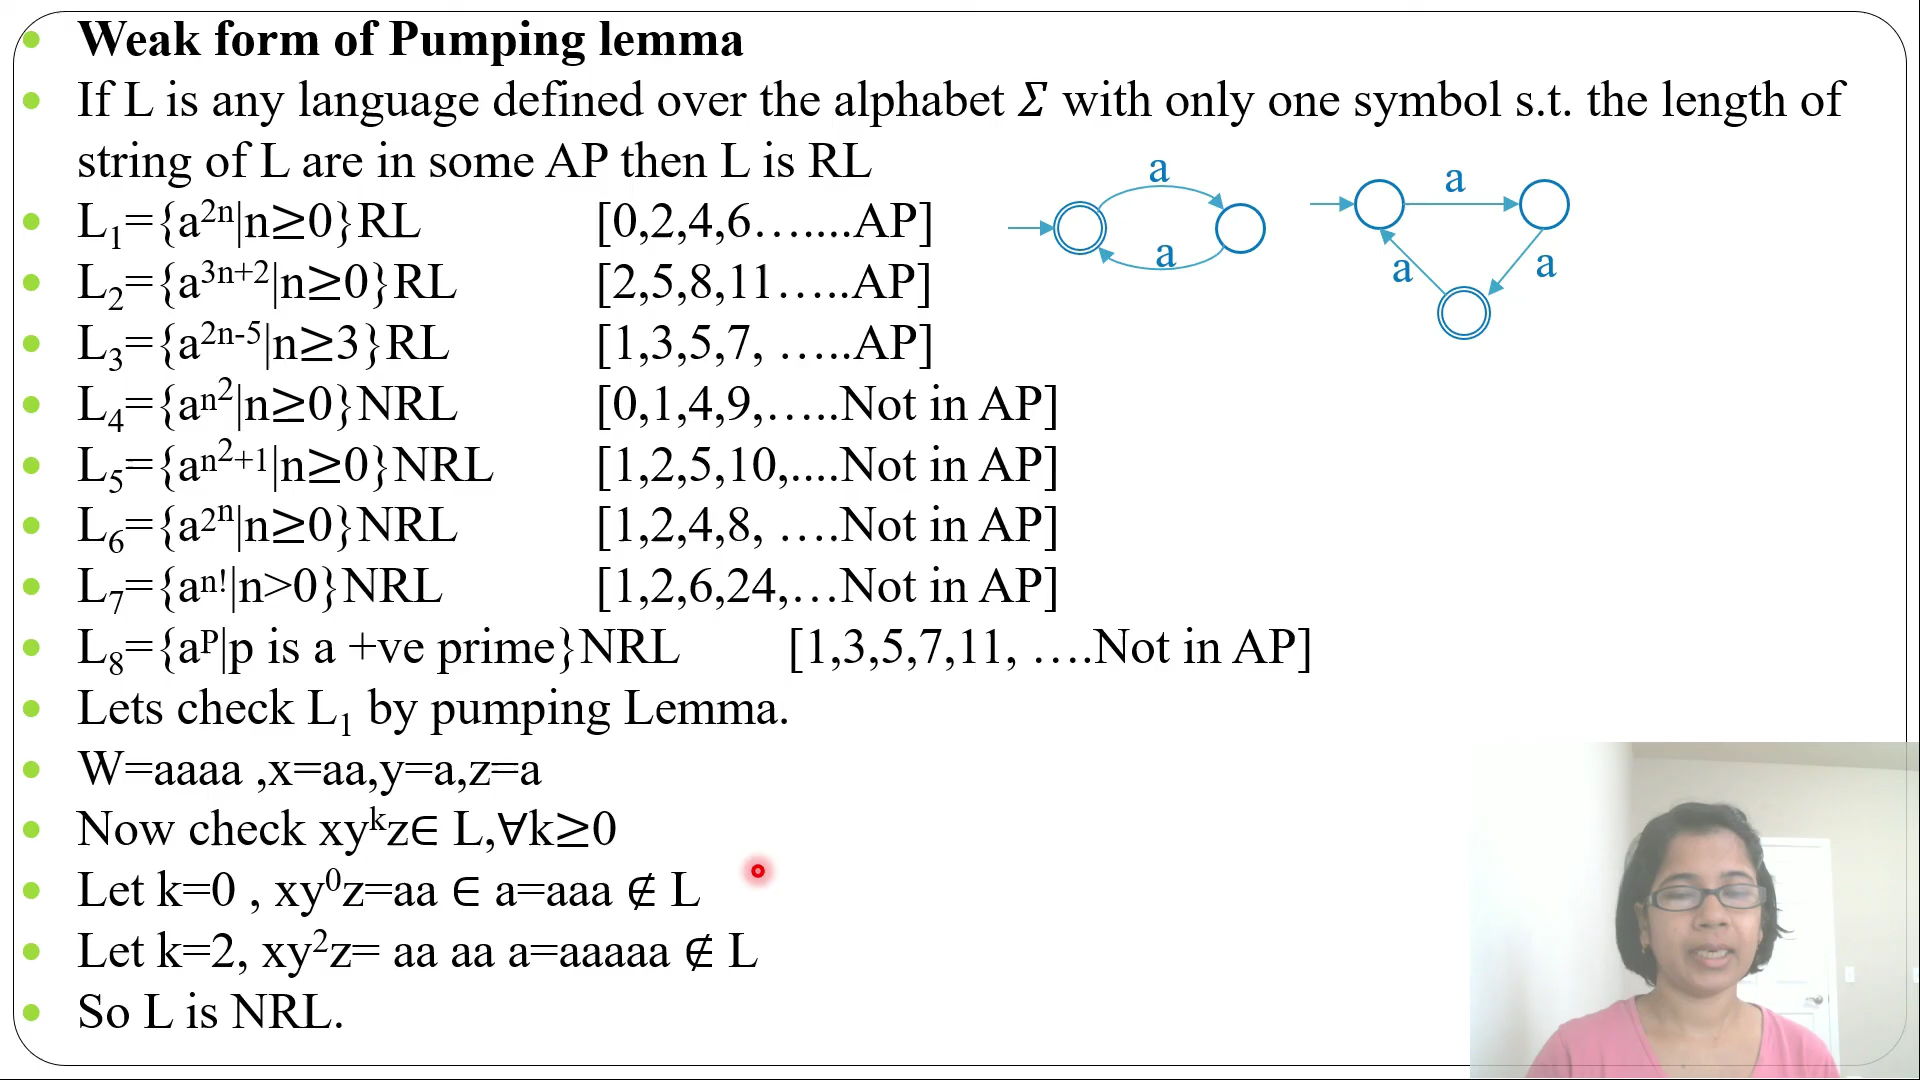 Weak form of Pumping lemma
If L is any language defined over the alphabet Σ with only one symbol s.t. the length of
string of L are in some AP then L is RL
L₁={a²ⁿ|n≥0}RL [0,2,4,6…....AP]
L₂={a³ⁿ⁺²|n≥0}RL [2,5,8,11…..AP]
L₃={a²ⁿ⁻⁵|n≥3}RL [1,3,5,7, …..AP]
L₄={a^n²|n≥0}NRL [0,1,4,9,…..Not in AP]
L₅={a^n²+1|n≥0}NRL [1,2,5,10,....Not in AP]
L₆={a^2ⁿ|n≥0}NRL [1,2,4,8, ….Not in AP]
L₇={a^n!|n>0}NRL [1,2,6,24,…Not in AP]
L₈={aᴾ|p is a +ve prime}NRL [1,3,5,7,11, ….Not in AP]
Lets check L₁ by pumping Lemma.
W=aaaa ,x=aa,y=a,z=a
Now check xyᵏz∈ L,∀k≥0
Let k=0 , xy⁰z=aa ∈ a=aaa ∉ L
Let k=2, xy²z= aa aa a=aaaaa ∉ L
So L is NRL.
a
a
a
a
a